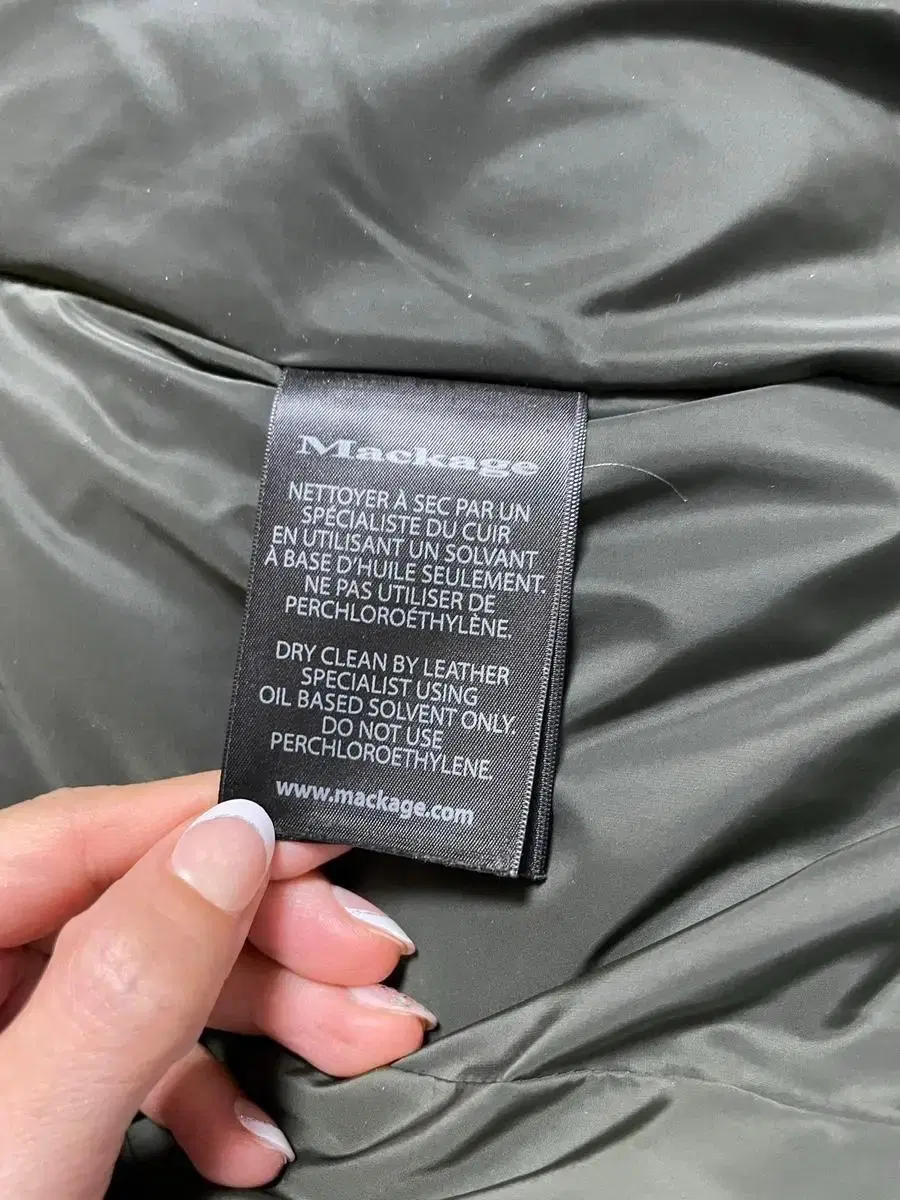 Mackage
NETTOYER À SEC PAR UN
SPÉCIALISTE DU CUIR
EN UTILISANT UN SOLVANT
À BASE D'HUILE SEULEMENT.
NE PAS UTILISER DE
PERCHLOROÉTHYLÈNE.
DRY CLEAN BY LEATHER
SPECIALIST USING
OIL BASED SOLVENT ONLY.
DO NOT USE
PERCHLOROETHYLENE.
www.mackage.com